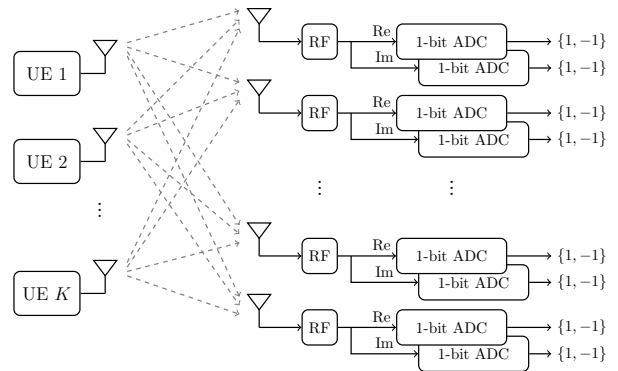 UE 1
UE 2
⋮
UE K
RF
Re
Im
1-bit ADC
1-bit ADC
{1, −1}
{1, −1}
RF
Re
Im
1-bit ADC
1-bit ADC
{1, −1}
{1, −1}
⋮
⋮
RF
Re
Im
1-bit ADC
1-bit ADC
{1, −1}
{1, −1}
RF
Re
Im
1-bit ADC
1-bit ADC
{1, −1}
{1, −1}